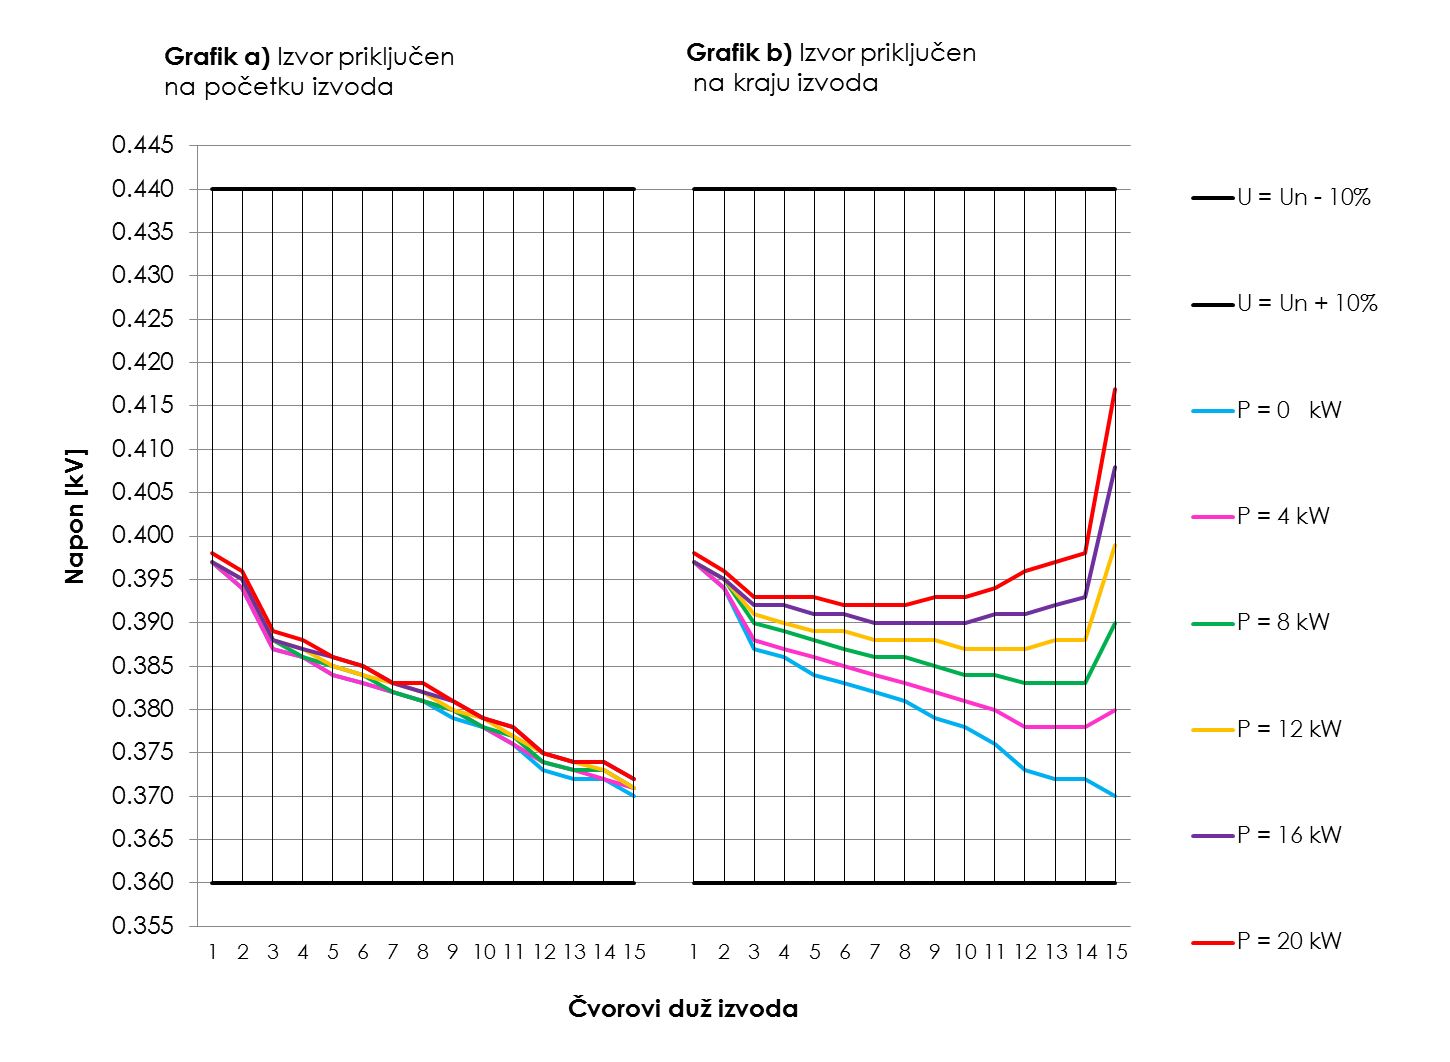 Grafik a) Izvor priključen
na početku izvoda
Grafik b) Izvor priključen
na kraju izvoda
0.445
0.440
0.435
0.430
0.425
0.420
0.415
0.410
0.405
0.400
0.395
0.390
0.385
0.380
0.375
0.370
0.365
0.360
0.355
Napon [kV]
1 2 3 4 5 6 7 8 9 10 11 12 13 14 15
1 2 3 4 5 6 7 8 9 10 11 12 13 14 15
Čvorovi duž izvoda
U = Un - 10%
U = Un + 10%
P = 0 kW
P = 4 kW
P = 8 kW
P = 12 kW
P = 16 kW
P = 20 kW